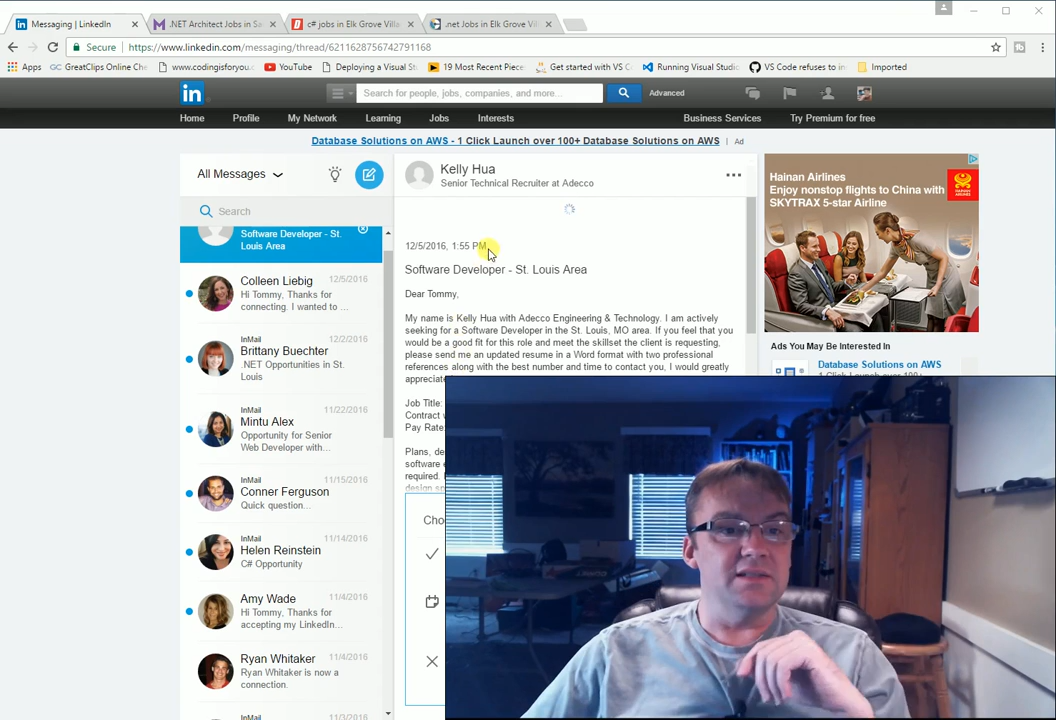 Messaging | LinkedIn
.NET Architect Jobs in Sa
c# jobs in Elk Grove Villa
.net Jobs in Elk Grove Vil
Secure
https://www.linkedin.com/messaging/thread/6211628756742791168
Apps
GreatClips Online Che
www.codingisforyou.c
YouTube
Deploying a Visual St
19 Most Recent Piece
Get started with VS C
Running Visual Studi
VS Code refuses to in
Imported
in
Search for people, jobs, companies, and more...
Advanced
Home
Profile
My Network
Learning
Jobs
Interests
Business Services
Try Premium for free
Database Solutions on AWS - 1 Click Launch over 100+ Database Solutions on AWS
Ad
All Messages
Search
Software Developer - St.
Louis Area
Colleen Liebig
12/5/2016
Hi Tommy, Thanks for
connecting. I wanted to ...
InMail
12/2/2016
Brittany Buechter
.NET Opportunities in St.
Louis
InMail
11/22/2016
Mintu Alex
Opportunity for Senior
Web Developer with...
InMail
11/15/2016
Conner Ferguson
Quick question...
InMail
11/14/2016
Helen Reinstein
C# Opportunity
Amy Wade
11/4/2016
Hi Tommy, Thanks for
accepting my LinkedIn...
Ryan Whitaker
11/4/2016
Ryan Whitaker is now a
connection.
InMail
11/3/2016
Kelly Hua
Senior Technical Recruiter at Adecco
12/5/2016, 1:55 PM
Software Developer - St. Louis Area
Dear Tommy,
My name is Kelly Hua with Adecco Engineering & Technology. I am actively
seeking for a Software Developer in the St. Louis, MO area. If you feel that you
would be a good fit for this role and meet the skillset the client is requesting,
please send me an updated resume in a Word format with two professional
references along with the best number and time to contact you, I would greatly
appreciate
Job Title:
Contract
Pay Rate:
Plans, de
software e
required.
design sp
Choo
Hainan Airlines
Enjoy nonstop flights to China with
SKYTRAX 5-star Airline
Ads You May Be Interested In
Database Solutions on AWS
1 Click Launch over 100+